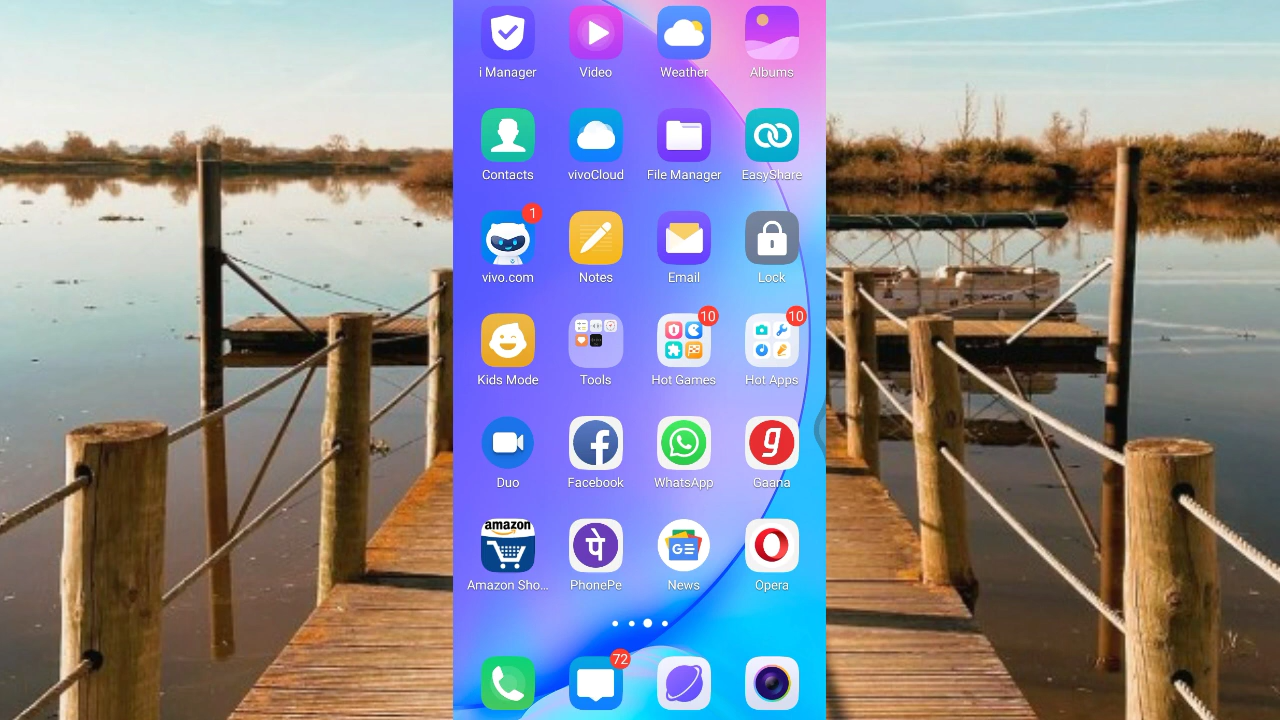 i Manager
Video
Weather
Albums
Contacts
vivoCloud
File Manager
EasyShare
1
vivo.com
Notes
Email
Lock
10
10
Kids Mode
Tools
Hot Games
Hot Apps
Duo
Facebook
WhatsApp
g
Gaana
amazon
पे
GE
Amazon Sho...
PhonePe
News
Opera
72